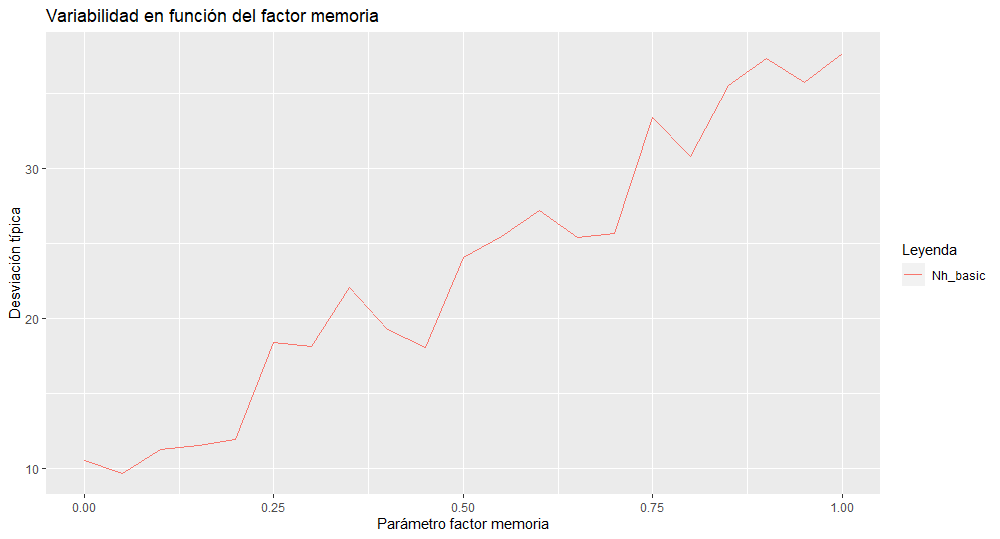 Variabilidad en función del factor memoria
Desviación típica
30
20
10
0.00
0.25
0.50
0.75
1.00
Parámetro factor memoria
Leyenda
Nh_basic